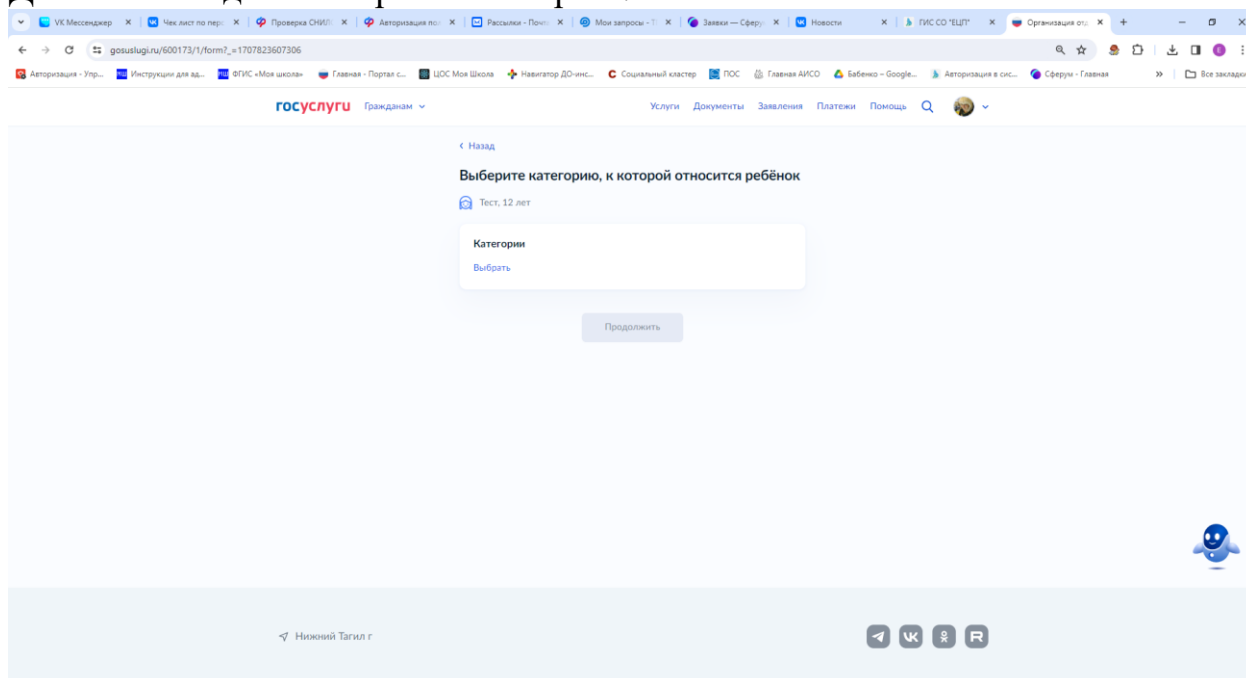 VK Мессенджер
Чек лист по пер
Проверка СНИЛ
Авторизация по
Рассылки - Почт
Мои запросы - T
Заявки — Сферу
Новости
ГИС СО "ЕЦП"
Организация отд
gosuslugi.ru/600173/1/form?_=1707823607306
Авторизация - Упр...
Инструкции для ад...
ФГИС «Моя школа»
Главная - Портал с...
ЦОС Моя Школа
Навигатор ДО-инс...
Социальный кластер
ПОС
Главная АИСО
Бабенко – Google...
Авторизация в сис...
Сферум - Главная
»
Все закладки
госуслуги Гражданам
Услуги Документы Заявления Платежи Помощь
Назад
Выберите категорию, к которой относится ребёнок
Тест, 12 лет
Категории
Выбрать
Продолжить
Нижний Тагил г